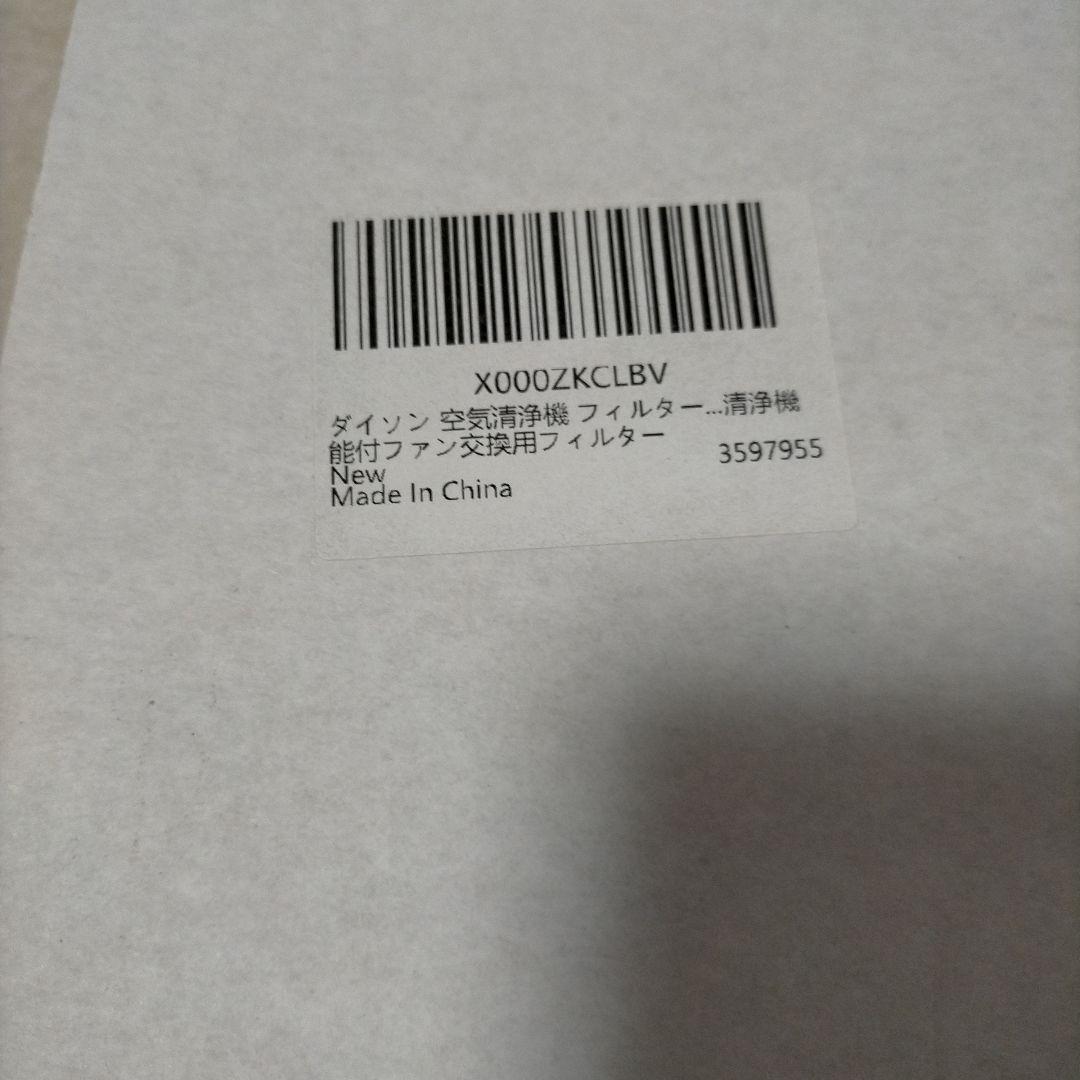 X000ZKCLBV
ダイソン 空気清浄機 フィルター...清浄機
能付ファン交換用フィルター
3597955
New
Made In China